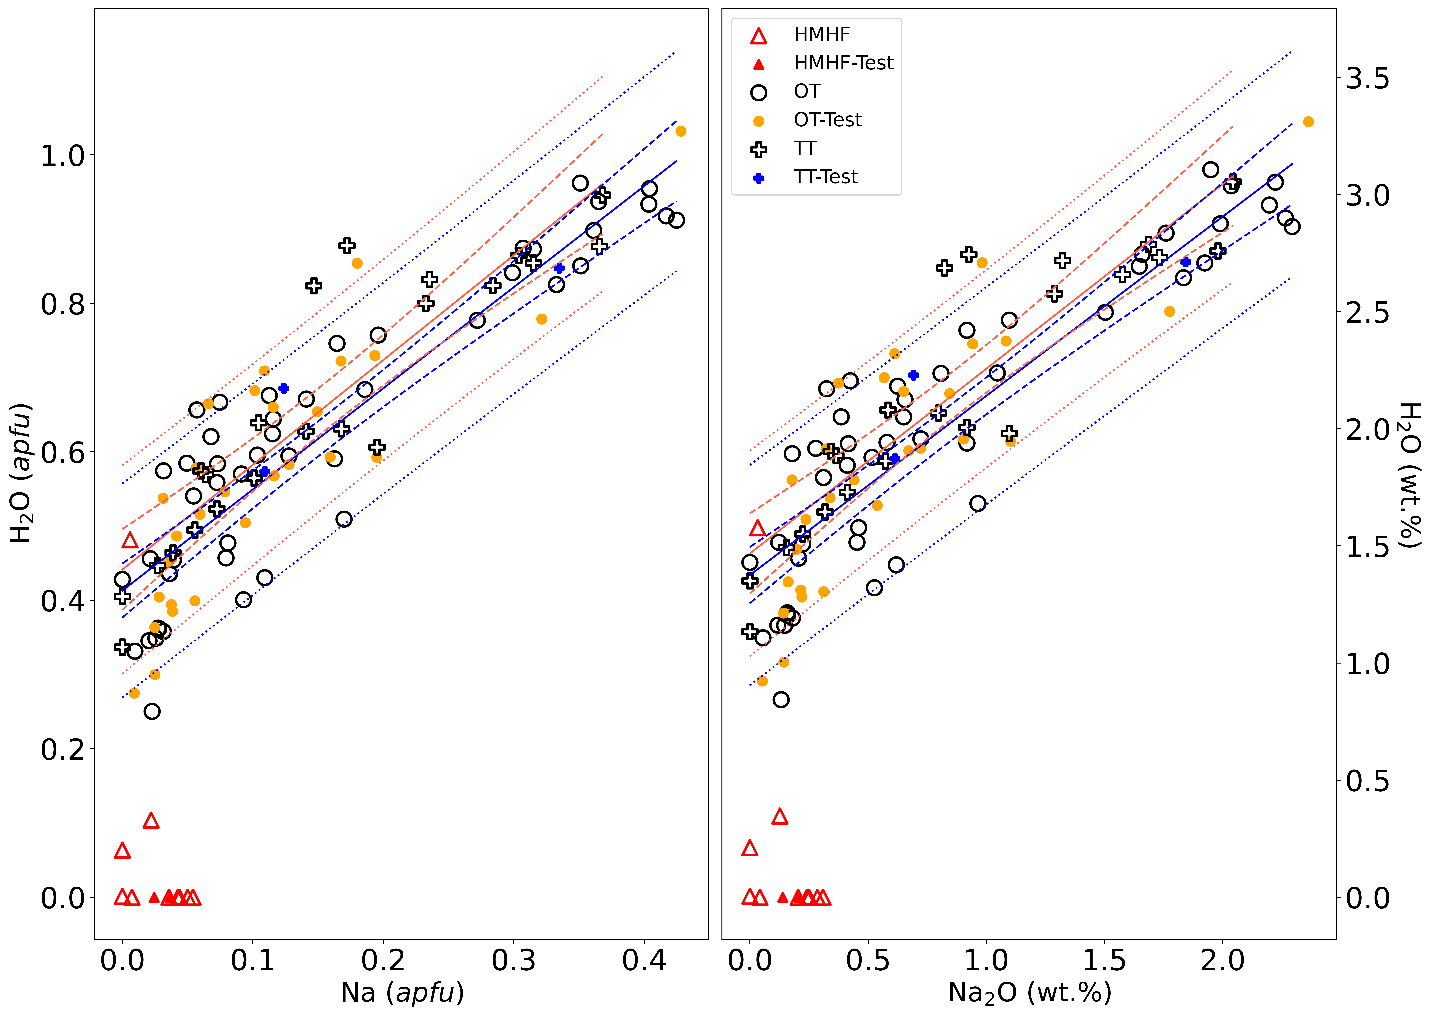 HMHF
HMHF-Test
OT
OT-Test
TT
TT-Test
1.0
0.8
0.6
0.4
0.2
0.0
H₂O (apfu)
0.0 0.1 0.2 0.3 0.4
Na (apfu)
3.5
3.0
2.5
2.0
1.5
1.0
0.5
0.0
H₂O (wt.%)
0.0 0.5 1.0 1.5 2.0
Na₂O (wt.%)